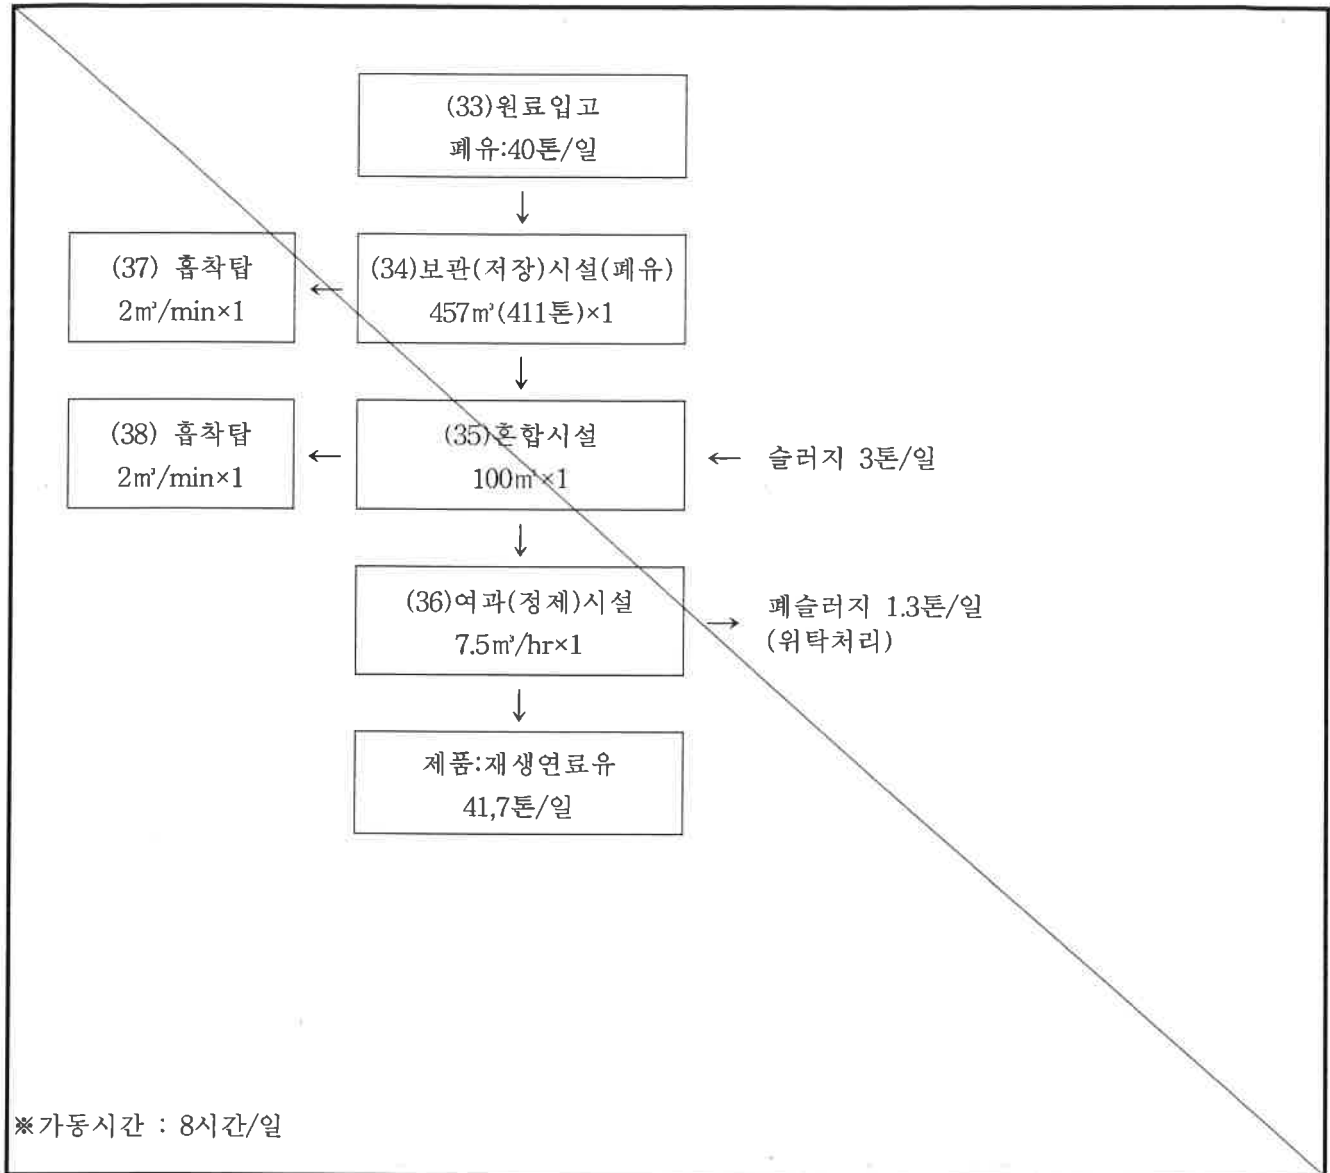 (33)원료입고
폐유:40톤/일
(37) 흡착탑
2㎥/min×1
(34)보관(저장)시설(폐유)
457㎥(411톤)×1
(38) 흡착탑
2㎥/min×1
(35)혼합시설
100㎥×1
슬러지 3톤/일
(36)여과(정제)시설
7.5㎥/hr×1
폐슬러지 1.3톤/일
(위탁처리)
제품:재생연료유
41,7톤/일
※가동시간 : 8시간/일